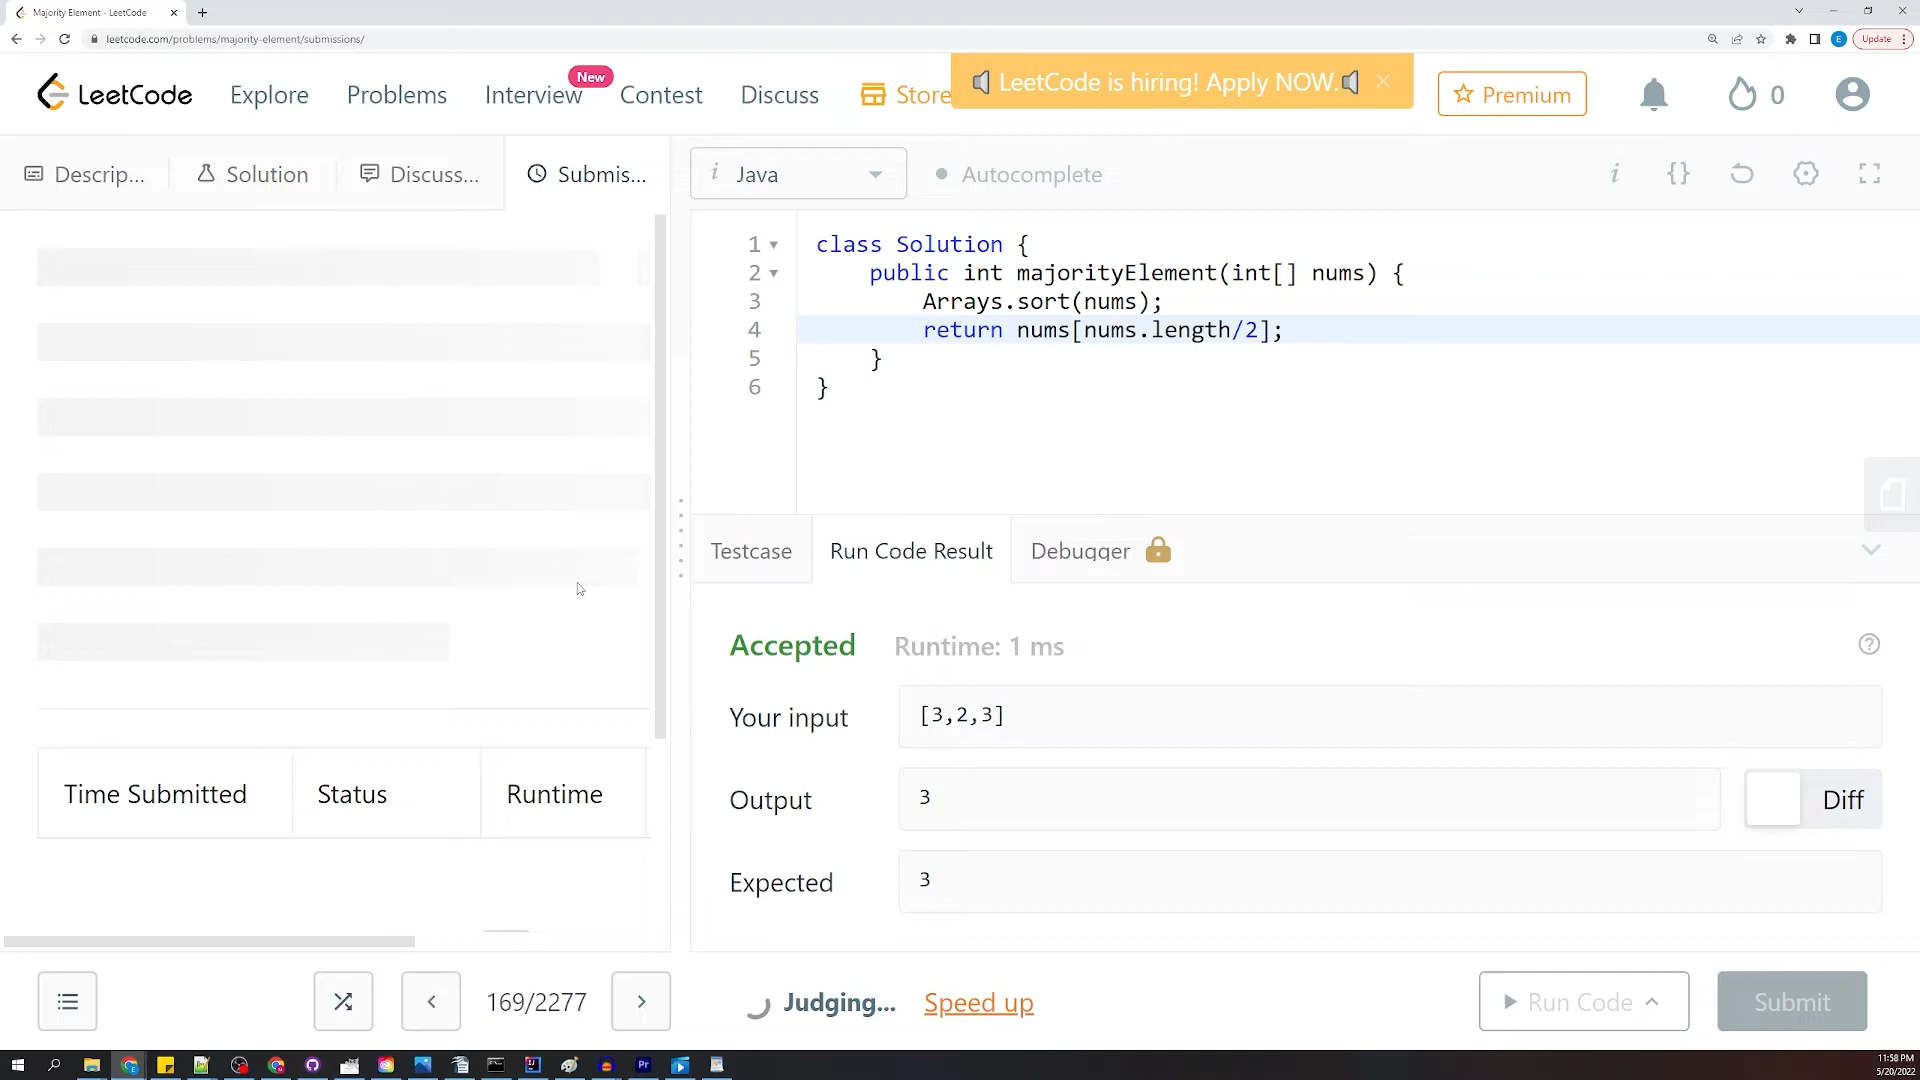 Majority Element - LeetCode
leetcode.com/problems/majority-element/submissions/
E
Update
LeetCode
Explore
Problems
Interview
New
Contest
Discuss
Store
LeetCode is hiring! Apply NOW.
Premium
0
Descrip...
Solution
Discuss...
Submis...
i Java
Autocomplete
i {}
1 class Solution {
2 public int majorityElement(int[] nums) {
3 Arrays.sort(nums);
4 return nums[nums.length/2];
5 }
6 }
Testcase
Run Code Result
Debugger
Accepted
Runtime: 1 ms
Your input
[3,2,3]
Output
3
Diff
Expected
3
Time Submitted
Status
Runtime
169/2277
Judging...
Speed up
Run Code
Submit
Pr
11:58 PM
5/20/2022